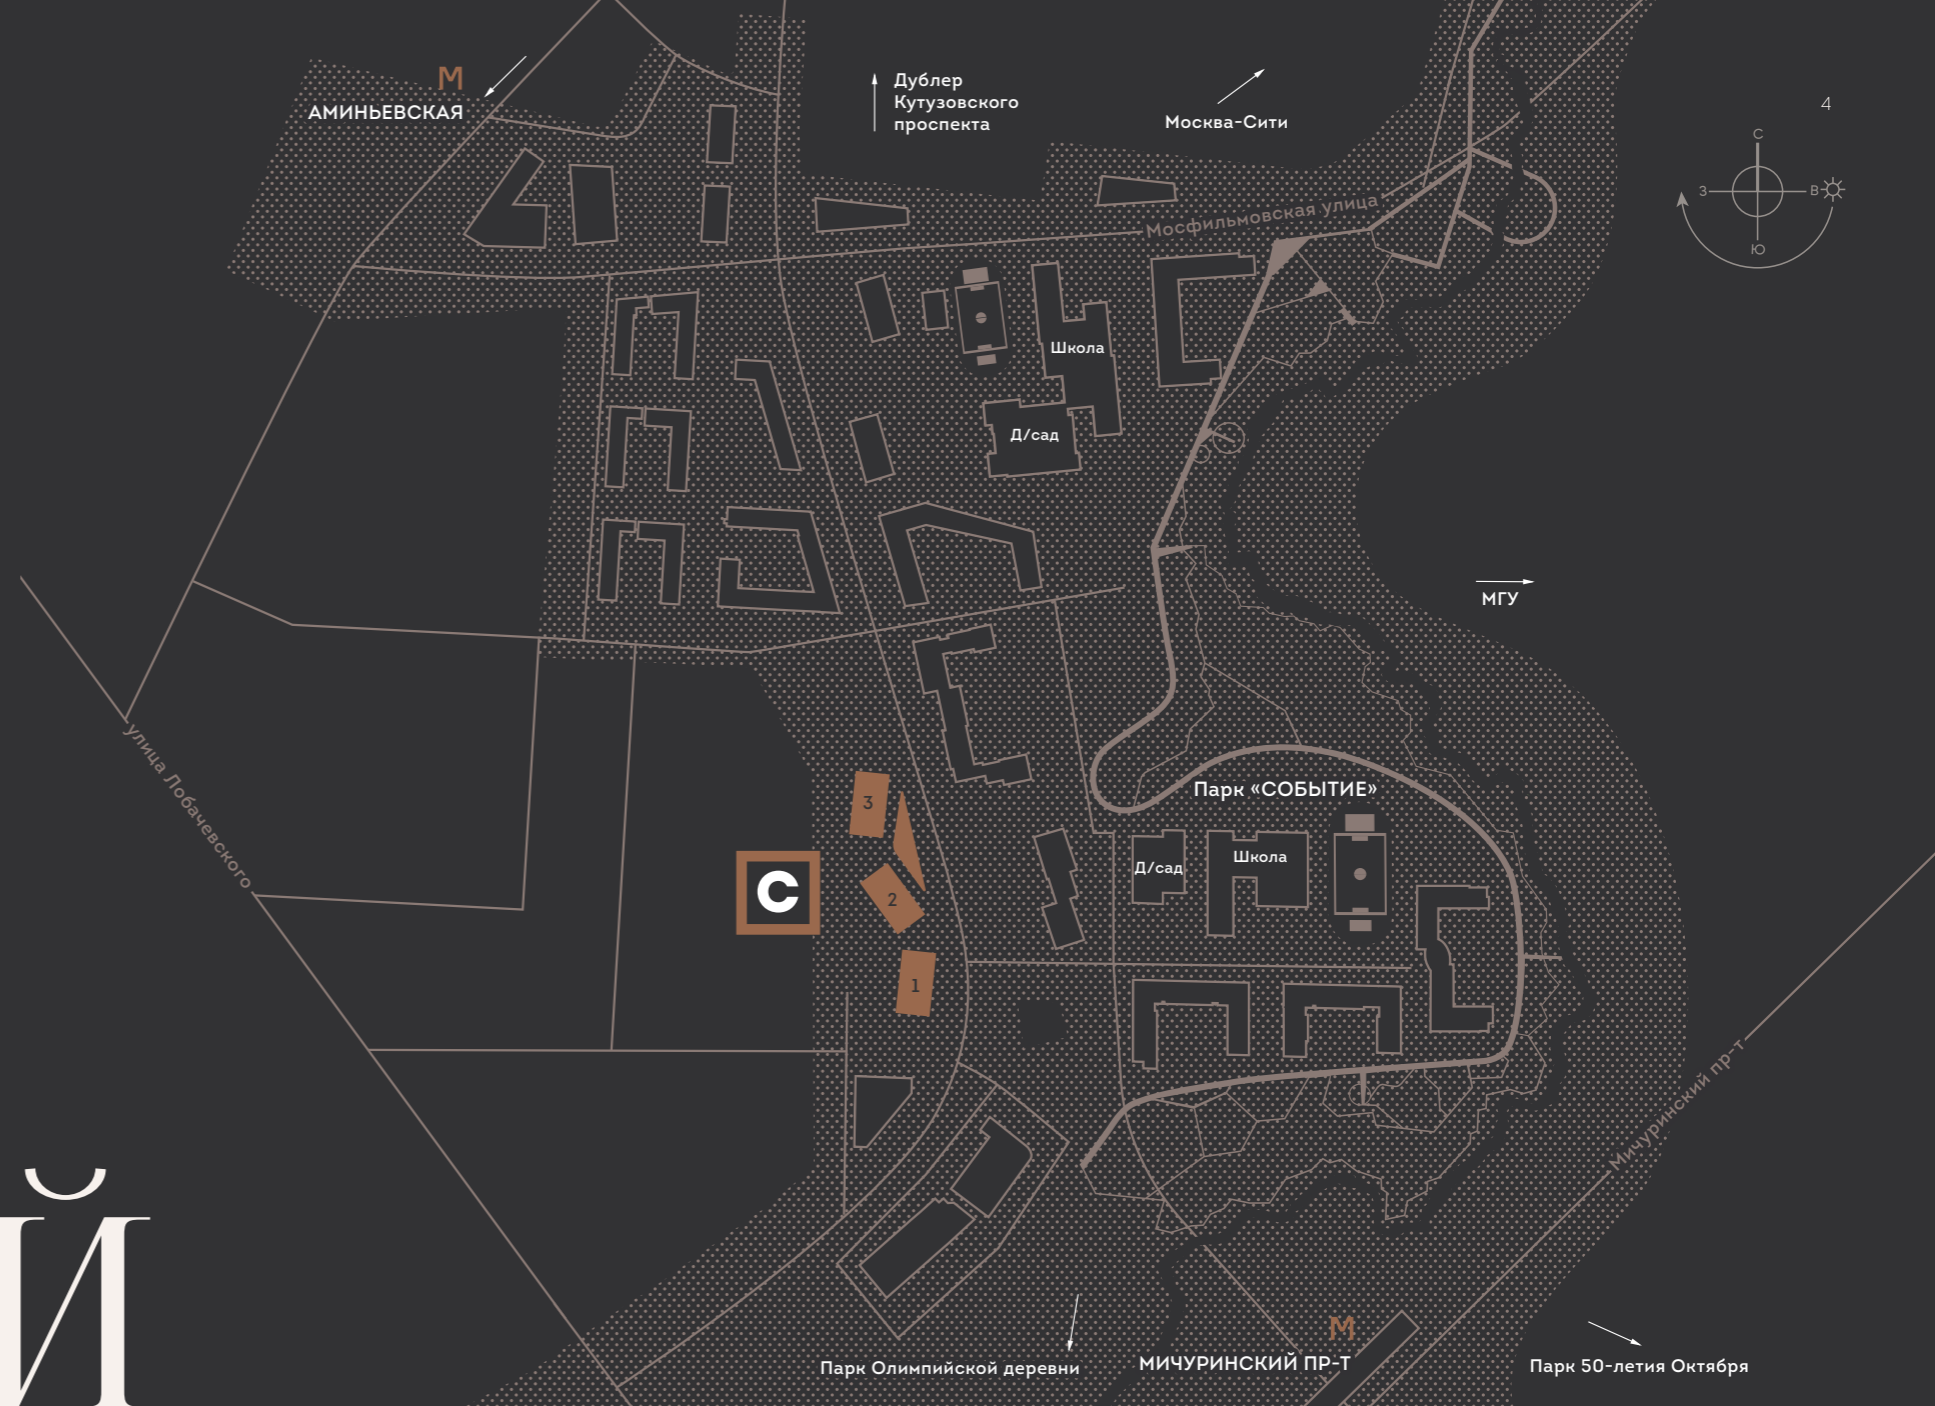 М
АМИНЬЕВСКАЯ
Дублер
Кутузовского
проспекта
Москва-Сити
4
С
З
В
Ю
Мосфильмовская улица
Школа
Д/сад
МГУ
улица Лобачевского
Парк «СОБЫТИЕ»
3
С
2
1
Д/сад
Школа
Мичуринский пр-т
Й
М
МИЧУРИНСКИЙ ПР-Т
Парк Олимпийской деревни
Парк 50-летия Октября